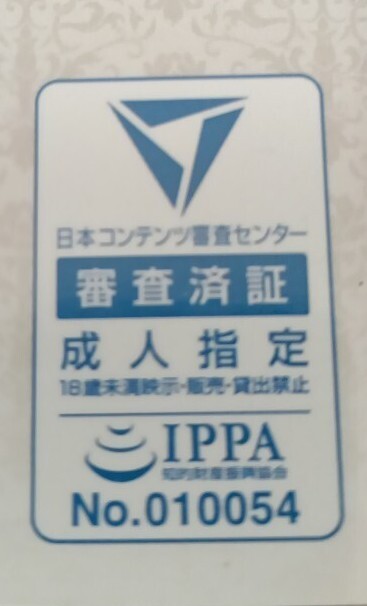 日本コンテンツ審査センター
審査済証
成人指定
18歳未満映示・販売・貸出禁止
IPPA
知的財産振興協会
No.010054